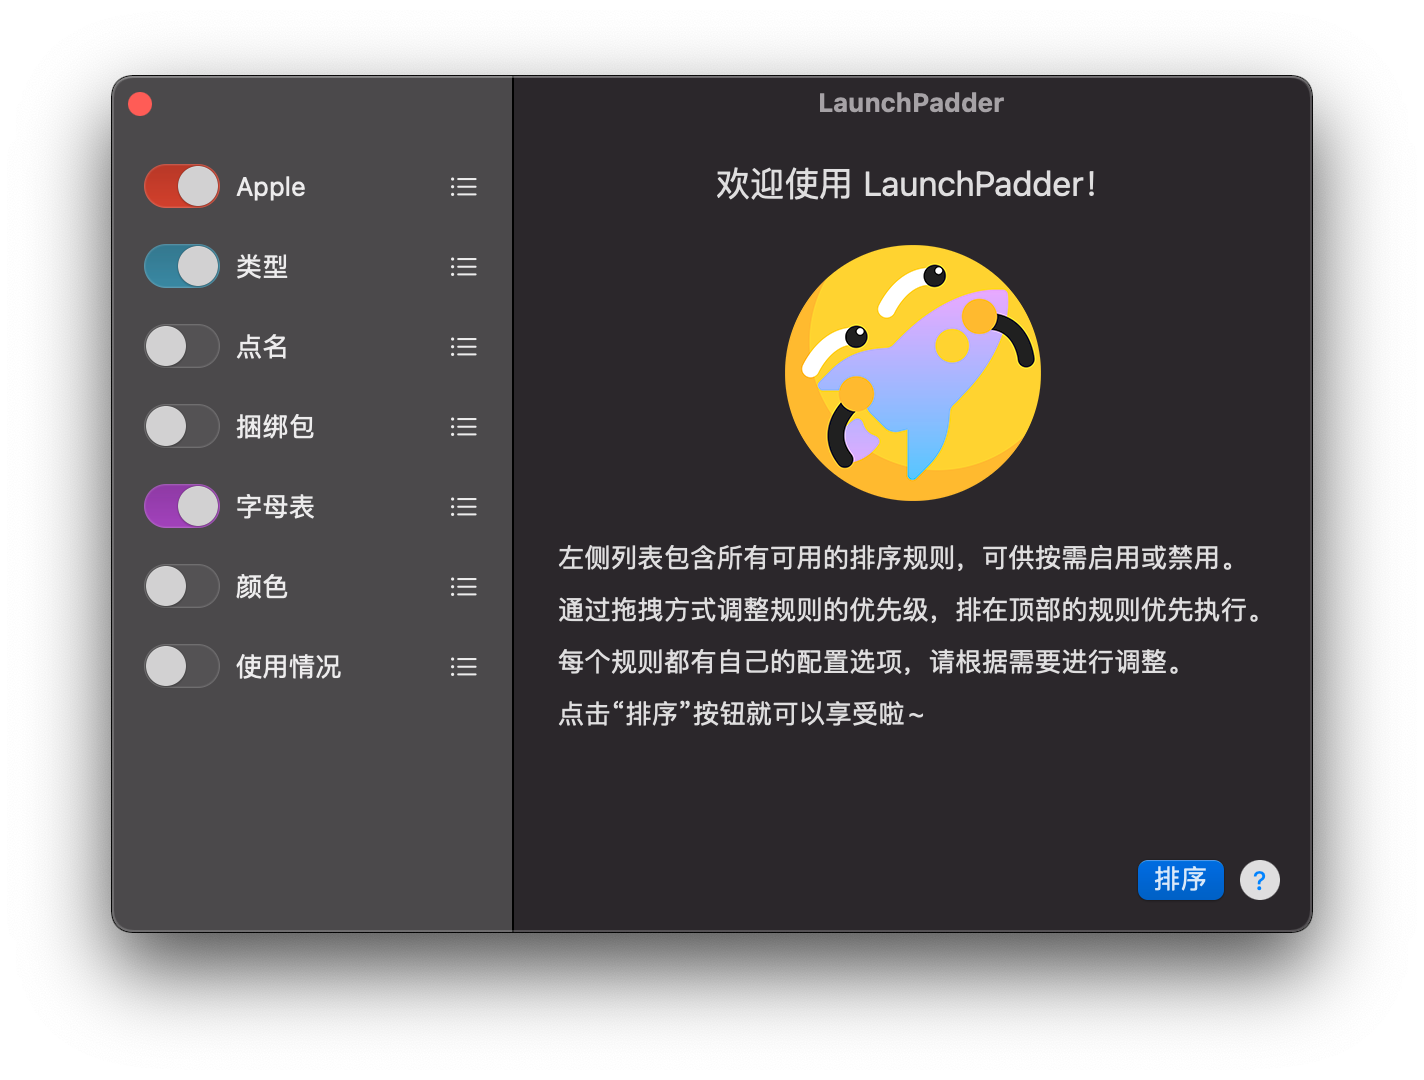 LaunchPadder
Apple
类型
点名
捆绑包
字母表
颜色
使用情况
欢迎使用 LaunchPadder！
左侧列表包含所有可用的排序规则，可供按需启用或禁用。
通过拖拽方式调整规则的优先级，排在顶部的规则优先执行。
每个规则都有自己的配置选项，请根据需要进行调整。
点击“排序”按钮就可以享受啦~
排序
?